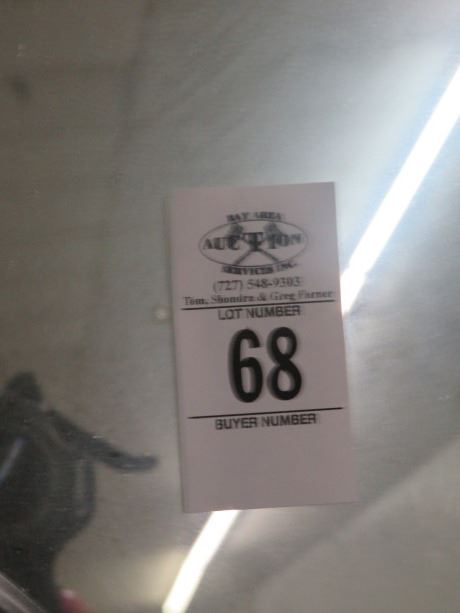 BAY AREA
AUCTION
SERVICES INC.
(727) 548-9303
Tom, Shondra & Greg Farner
LOT NUMBER
68
BUYER NUMBER